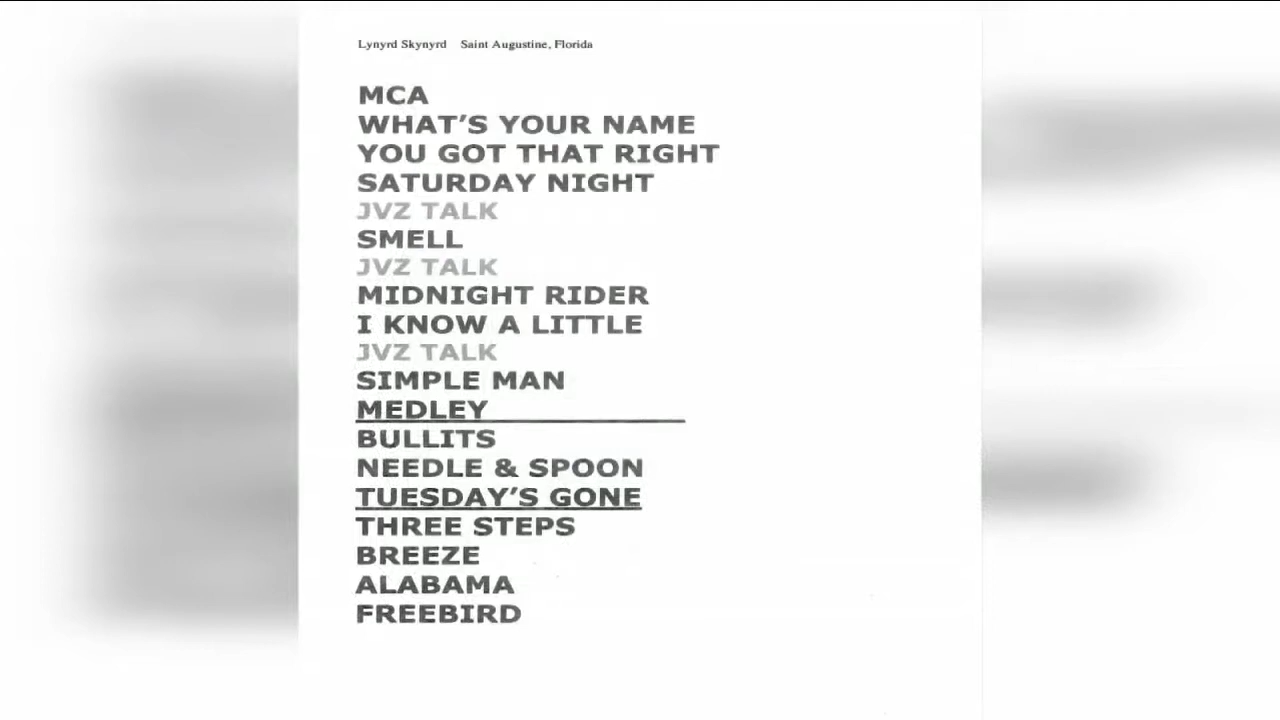 Lynyrd Skynyrd Saint Augustine, Florida
MCA
WHAT'S YOUR NAME
YOU GOT THAT RIGHT
SATURDAY NIGHT
JVZ TALK
SMELL
JVZ TALK
MIDNIGHT RIDER
I KNOW A LITTLE
JVZ TALK
SIMPLE MAN
MEDLEY
BULLITS
NEEDLE & SPOON
TUESDAY'S GONE
THREE STEPS
BREEZE
ALABAMA
FREEBIRD